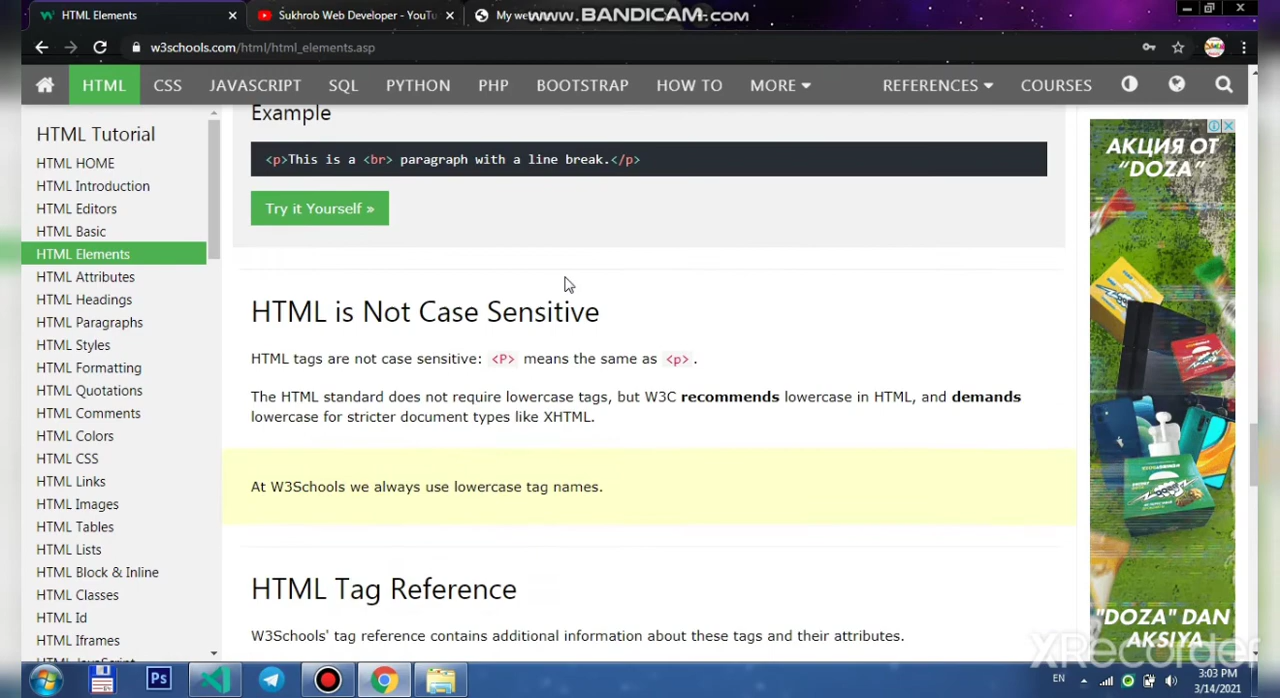 HTML Elements
Sukhrob Web Developer - YouTu
My we
www.BANDICAM.com
w3schools.com/html/html_elements.asp
HTML
CSS
JAVASCRIPT
SQL
PYTHON
PHP
BOOTSTRAP
HOW TO
MORE
REFERENCES
COURSES
HTML Tutorial
HTML HOME
HTML Introduction
HTML Editors
HTML Basic
HTML Elements
HTML Attributes
HTML Headings
HTML Paragraphs
HTML Styles
HTML Formatting
HTML Quotations
HTML Comments
HTML Colors
HTML CSS
HTML Links
HTML Images
HTML Tables
HTML Lists
HTML Block & Inline
HTML Classes
HTML Id
HTML Iframes
HTML JavaScript
Example
<p>This is a <br> paragraph with a line break.</p>
Try it Yourself »
HTML is Not Case Sensitive
HTML tags are not case sensitive: <P> means the same as <p>.
The HTML standard does not require lowercase tags, but W3C recommends lowercase in HTML, and demands
lowercase for stricter document types like XHTML.
At W3Schools we always use lowercase tag names.
HTML Tag Reference
W3Schools' tag reference contains additional information about these tags and their attributes.
АКЦИЯ ОТ
"DOZA"
"DOZA" DAN
AKSIYA
XRecorder
Ps
EN
3:03 PM
3/14/2021